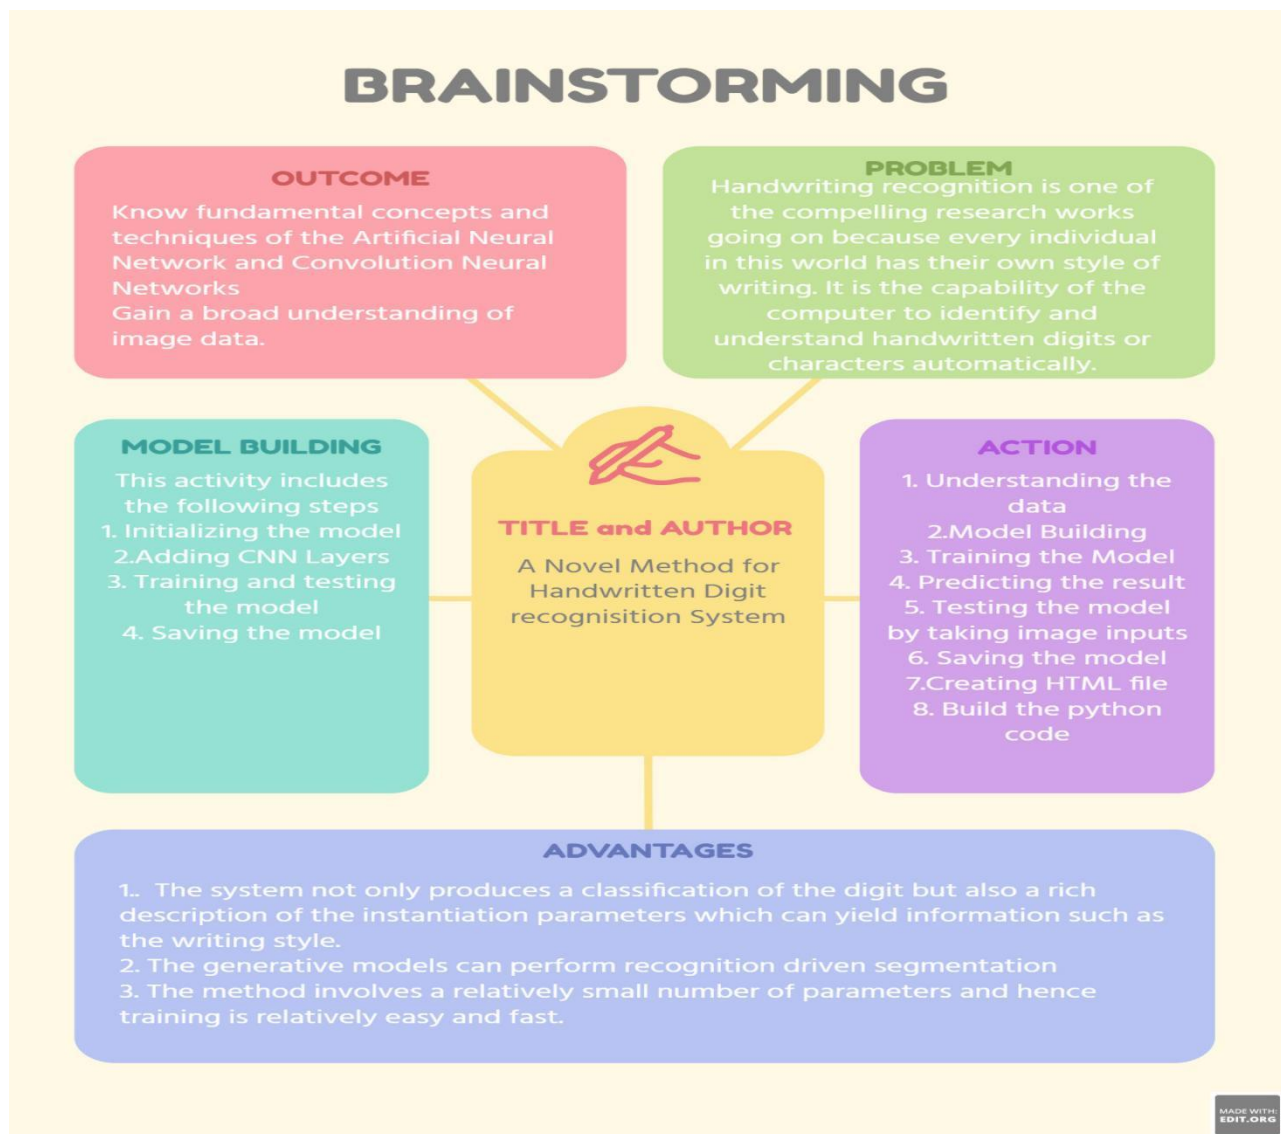 BRAINSTORMING
OUTCOME
Know fundamental concepts and
techniques of the Artificial Neural
Network and Convolution Neural
Networks
Gain a broad understanding of
image data.
PROBLEM
Handwriting recognition is one of
the compelling research works
going on because every individual
in this world has their own style of
writing. It is the capability of the
computer to identify and
understand handwritten digits or
characters automatically.
MODEL BUILDING
This activity includes
the following steps
1. Initializing the model
2.Adding CNN Layers
3. Training and testing
the model
4. Saving the model
TITLE and AUTHOR
A Novel Method for
Handwritten Digit
recognisition System
ACTION
1. Understanding the
data
2.Model Building
3. Training the Model
4. Predicting the result
5. Testing the model
by taking image inputs
6. Saving the model
7.Creating HTML file
8. Build the python
code
ADVANTAGES
1..  The system not only produces a classification of the digit but also a rich
description of the instantiation parameters which can yield information such as
the writing style.
2. The generative models can perform recognition driven segmentation
3. The method involves a relatively small number of parameters and hence
training is relatively easy and fast.
MADE WITH:
EDIT.ORG